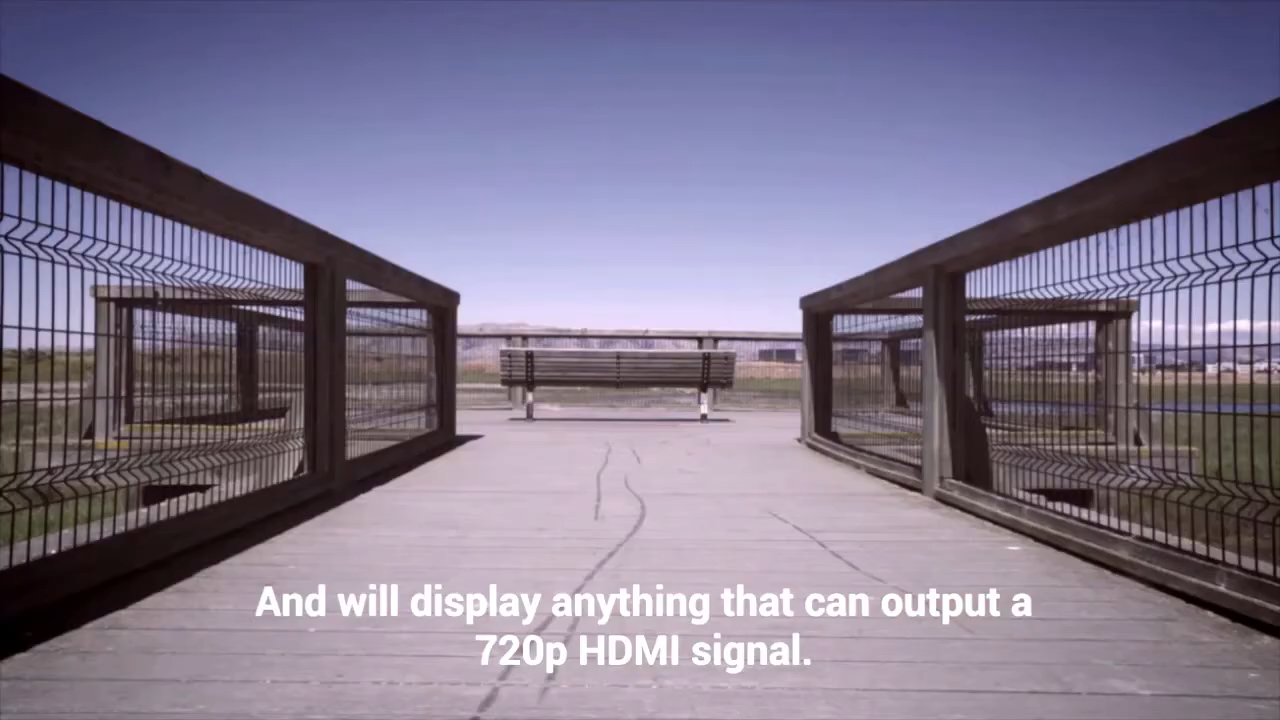 And will display anything that can output a
720p HDMI signal.